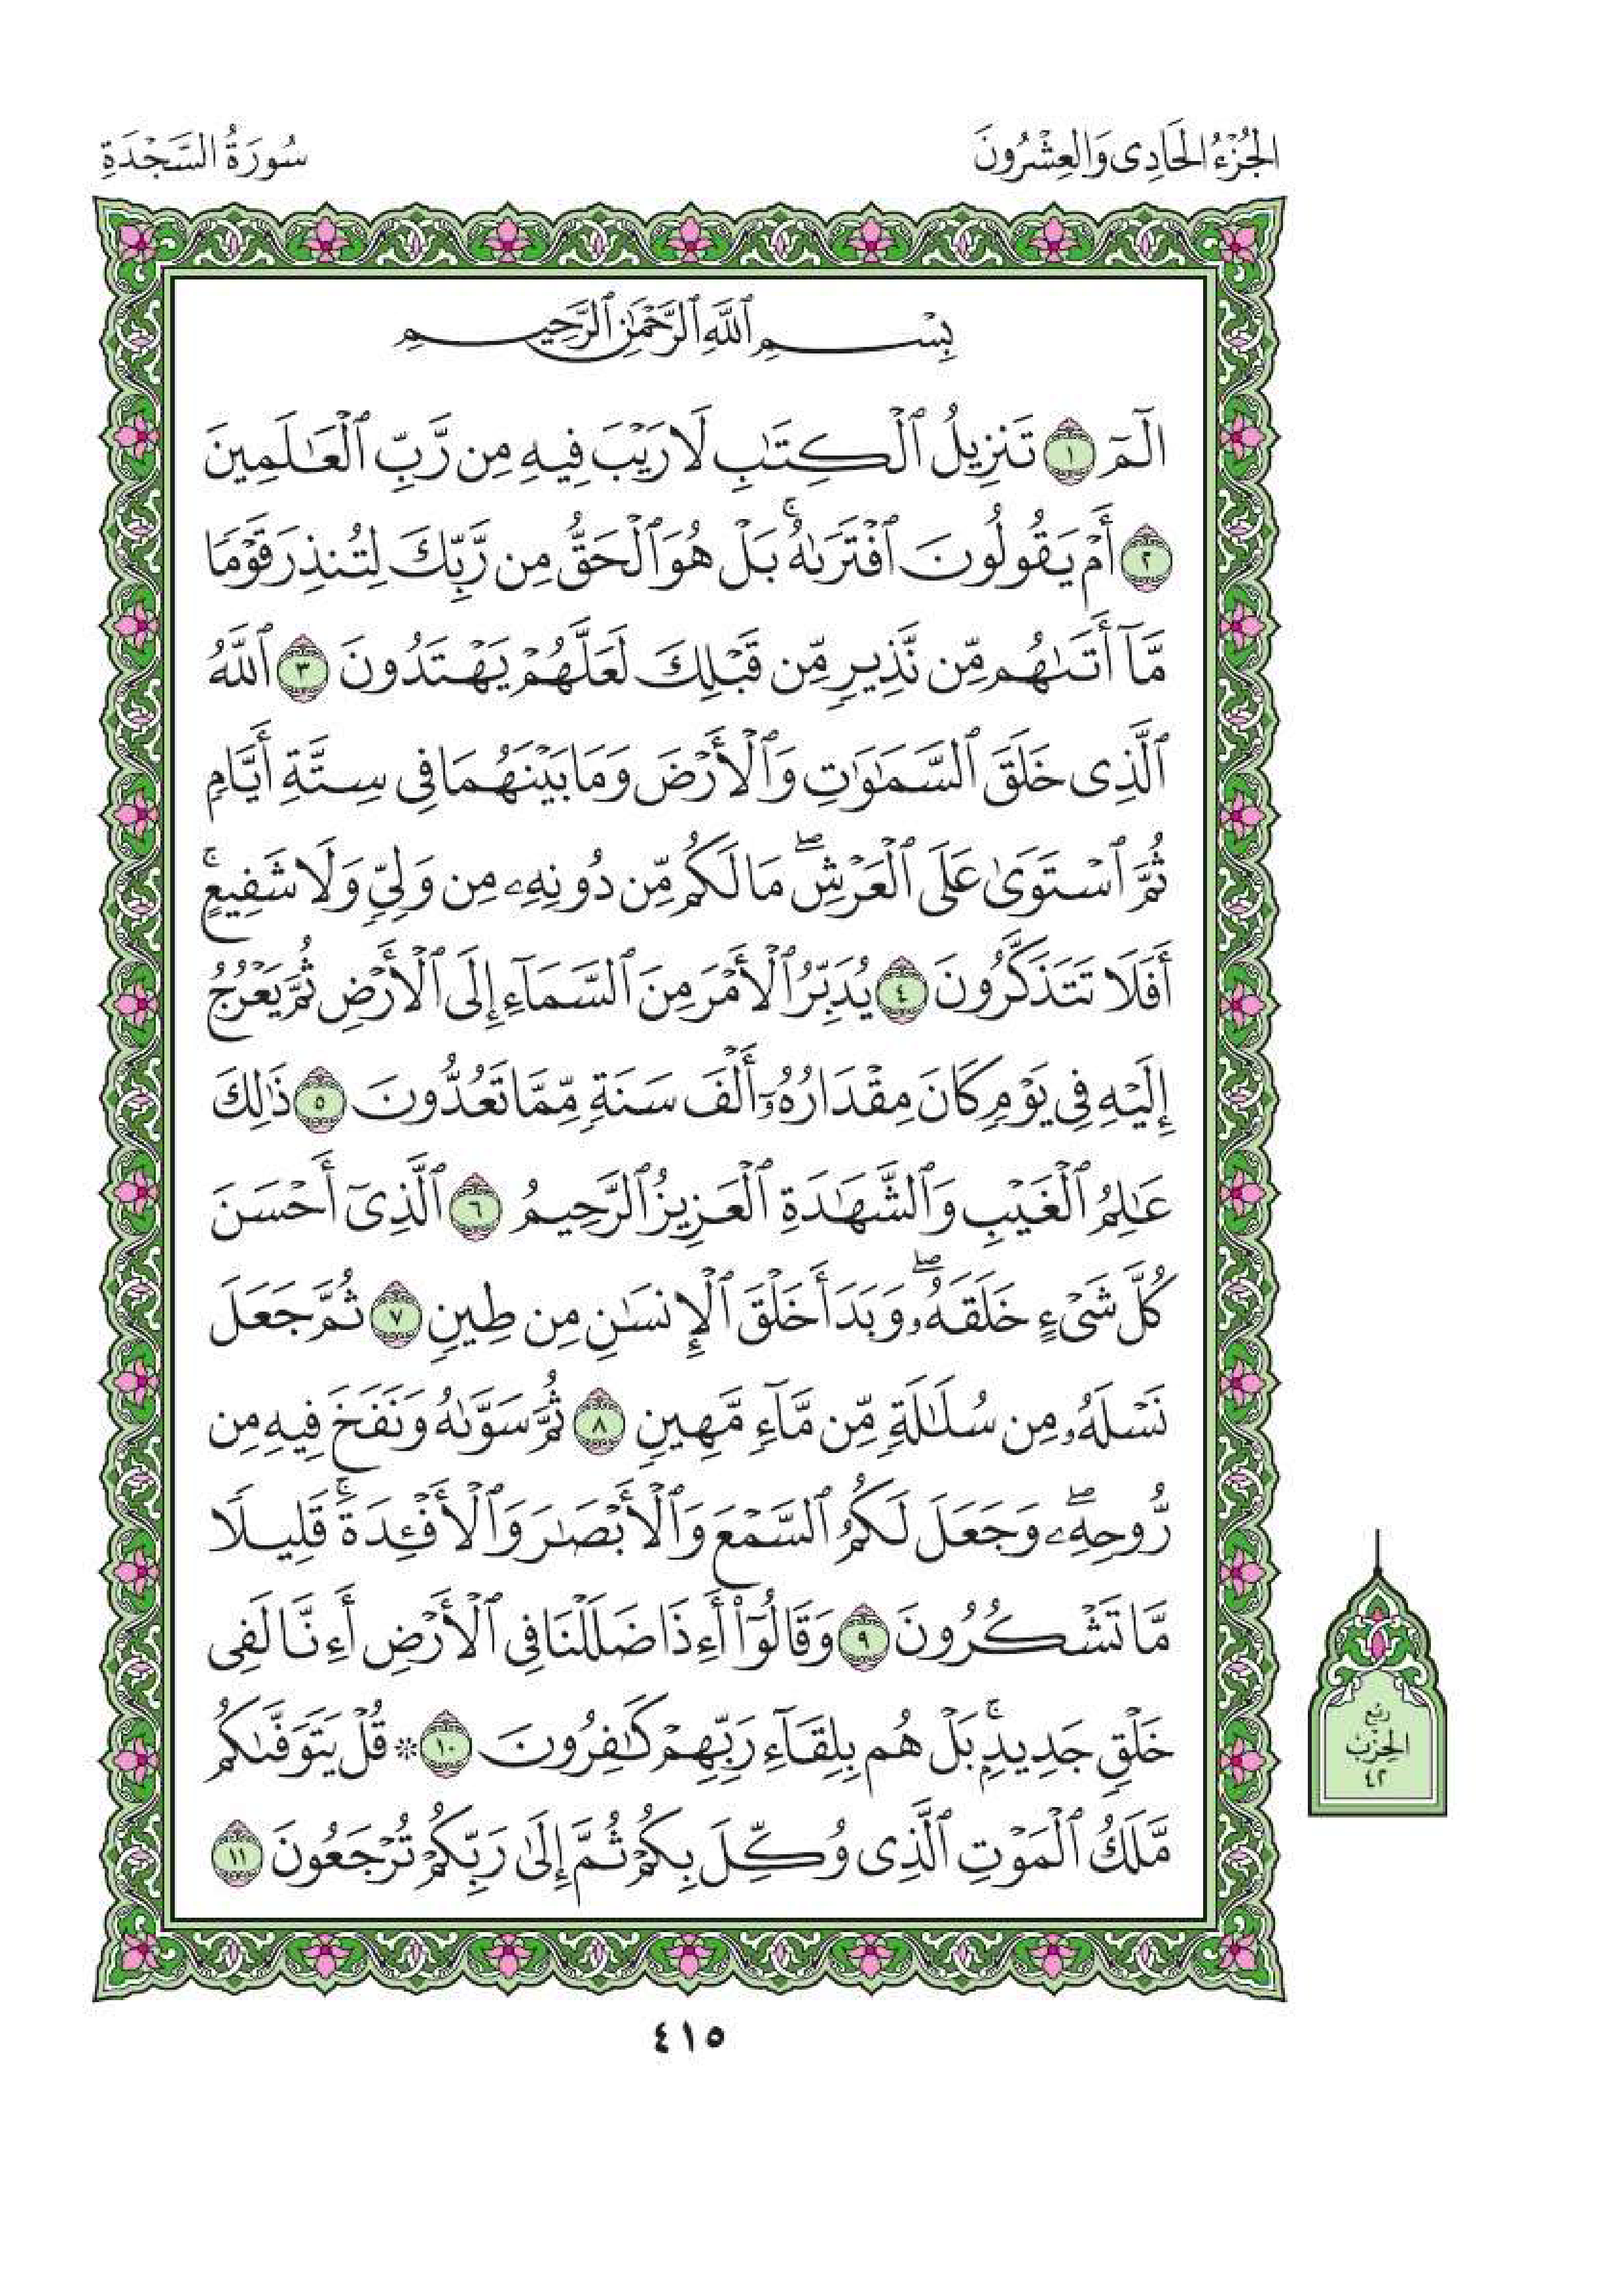 الجُزْءُ الحَادِى وَالعِشْرُونَ
سُورَةُ السَّجْدَةِ
بِسْمِ ٱللَّهِ ٱلرَّحْمَٰنِ ٱلرَّحِيمِ
الٓمٓ ١ تَنزِيلُ ٱلْكِتَٰبِ لَا رَيْبَ فِيهِ مِن رَّبِّ ٱلْعَٰلَمِينَ
٢ أَمْ يَقُولُونَ ٱفْتَرَىٰهُ ۚ بَلْ هُوَ ٱلْحَقُّ مِن رَّبِّكَ لِتُنذِرَ قَوْمًا
مَّآ أَتَىٰهُم مِّن نَّذِيرٍ مِّن قَبْلِكَ لَعَلَّهُمْ يَهْتَدُونَ ٣ ٱللَّهُ
ٱلَّذِى خَلَقَ ٱلسَّمَٰوَٰتِ وَٱلْأَرْضَ وَمَا بَيْنَهُمَا فِى سِتَّةِ أَيَّامٍ
ثُمَّ ٱسْتَوَىٰ عَلَى ٱلْعَرْشِ ۖ مَا لَكُم مِّن دُونِهِۦ مِن وَلِىٍّ وَلَا شَفِيعٍ ۚ
أَفَلَا تَتَذَكَّرُونَ ٤ يُدَبِّرُ ٱلْأَمْرَ مِنَ ٱلسَّمَآءِ إِلَى ٱلْأَرْضِ ثُمَّ يَعْرُجُ
إِلَيْهِ فِى يَوْمٍ كَانَ مِقْدَارُهُۥٓ أَلْفَ سَنَةٍ مِّمَّا تَعُدُّونَ ٥ ذَٰلِكَ
عَٰلِمُ ٱلْغَيْبِ وَٱلشَّهَٰدَةِ ٱلْعَزِيزُ ٱلرَّحِيمُ ٦ ٱلَّذِىٓ أَحْسَنَ
كُلَّ شَىْءٍ خَلَقَهُۥ ۖ وَبَدَأَ خَلْقَ ٱلْإِنسَٰنِ مِن طِينٍ ٧ ثُمَّ جَعَلَ
نَسْلَهُۥ مِن سُلَٰلَةٍ مِّن مَّآءٍ مَّهِينٍ ٨ ثُمَّ سَوَّىٰهُ وَنَفَخَ فِيهِ مِن
رُّوحِهِۦ ۖ وَجَعَلَ لَكُمُ ٱلسَّمْعَ وَٱلْأَبْصَٰرَ وَٱلْأَفْـِٔدَةَ ۚ قَلِيلًا
مَّا تَشْكُرُونَ ٩ وَقَالُوٓا۟ أَءِذَا ضَلَلْنَا فِى ٱلْأَرْضِ أَءِنَّا لَفِى
خَلْقٍ جَدِيدٍۭ ۚ بَلْ هُم بِلِقَآءِ رَبِّهِمْ كَٰفِرُونَ ١٠ ۞ قُلْ يَتَوَفَّىٰكُم
مَّلَكُ ٱلْمَوْتِ ٱلَّذِى وُكِّلَ بِكُمْ ثُمَّ إِلَىٰ رَبِّكُمْ تُرْجَعُونَ ١١
رُبْع
الحِزْب
٤٢
٤١٥